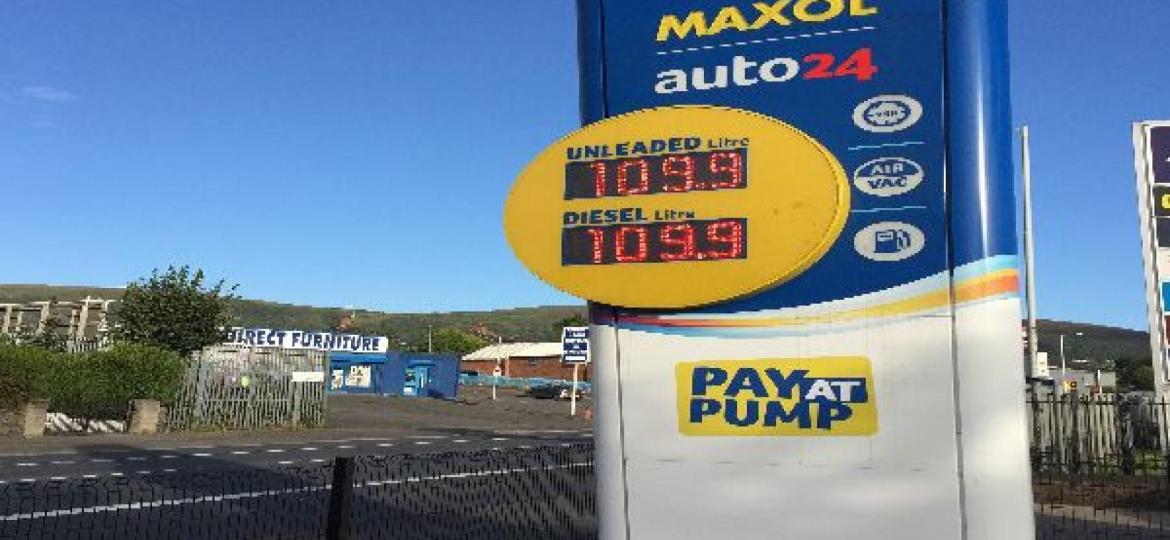 MAXOL
auto24
UNLEADED Litre
109.9
DIESEL Litre
109.9
AIR
VAC
PAY AT
PUMP
DIRECT FURNITURE